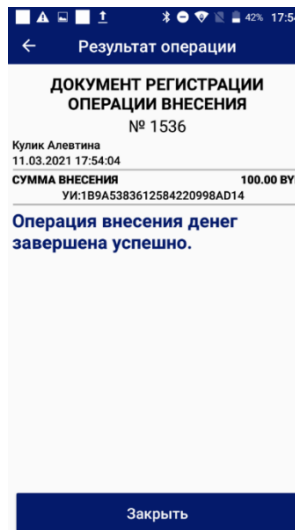 42% 17:54
Результат операции
ДОКУМЕНТ РЕГИСТРАЦИИ
ОПЕРАЦИИ ВНЕСЕНИЯ
№ 1536
Кулик Алевтина
11.03.2021 17:54:04
СУММА ВНЕСЕНИЯ 100.00 BY
УИ:1B9A5383612584220998AD14
Операция внесения денег
завершена успешно.
Закрыть